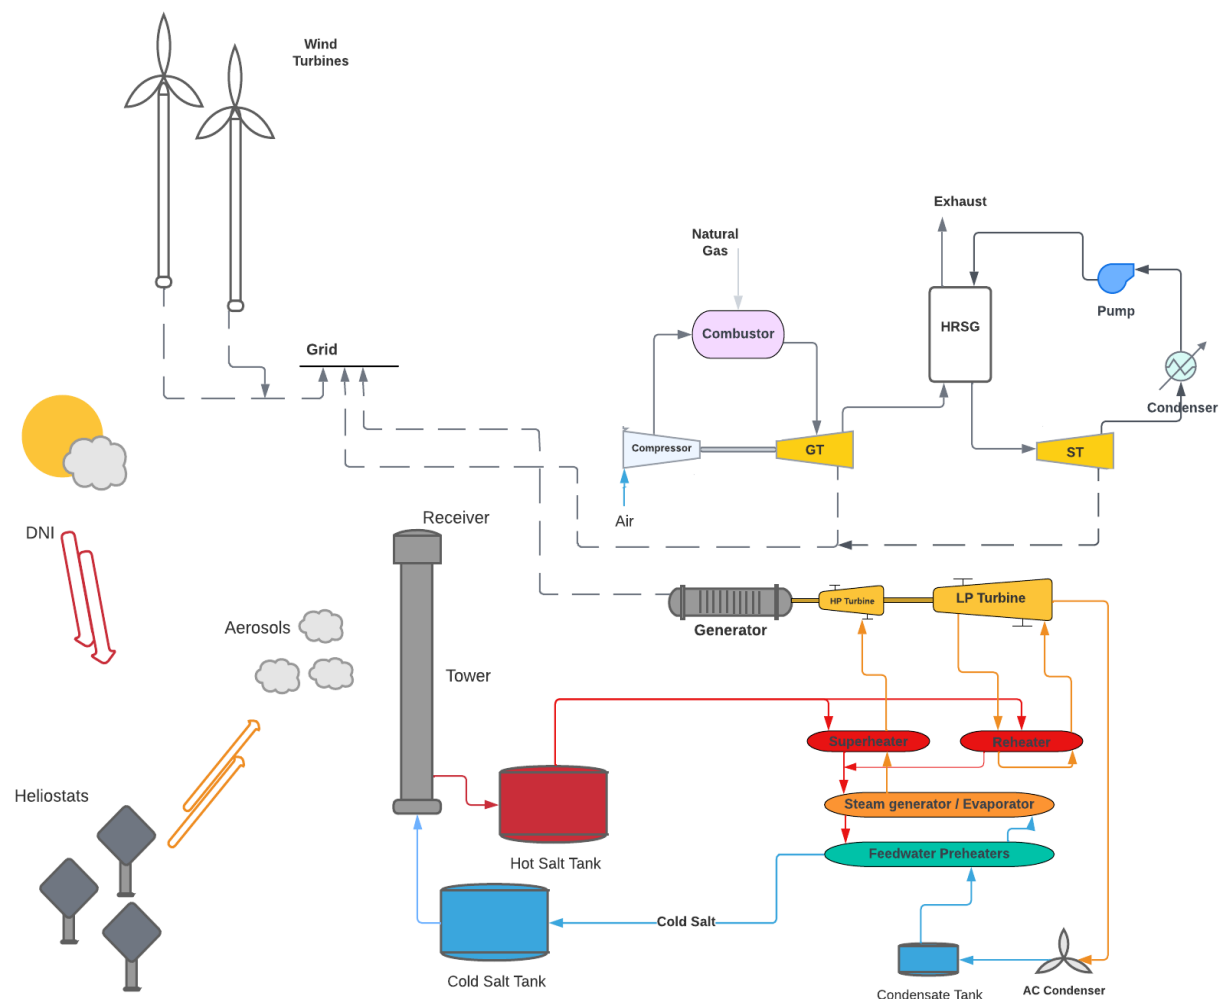 Wind
Turbines
Exhaust
Natural
Gas
Combustor
HRSG
Pump
Grid
Condenser
Compressor
GT
ST
Air
Receiver
DNI
HP Turbine
LP Turbine
Generator
Aerosols
Tower
Superheater
Reheater
Heliostats
Steam generator / Evaporator
Feedwater Preheaters
Hot Salt Tank
Cold Salt
Cold Salt Tank
AC Condenser
Condensate Tank